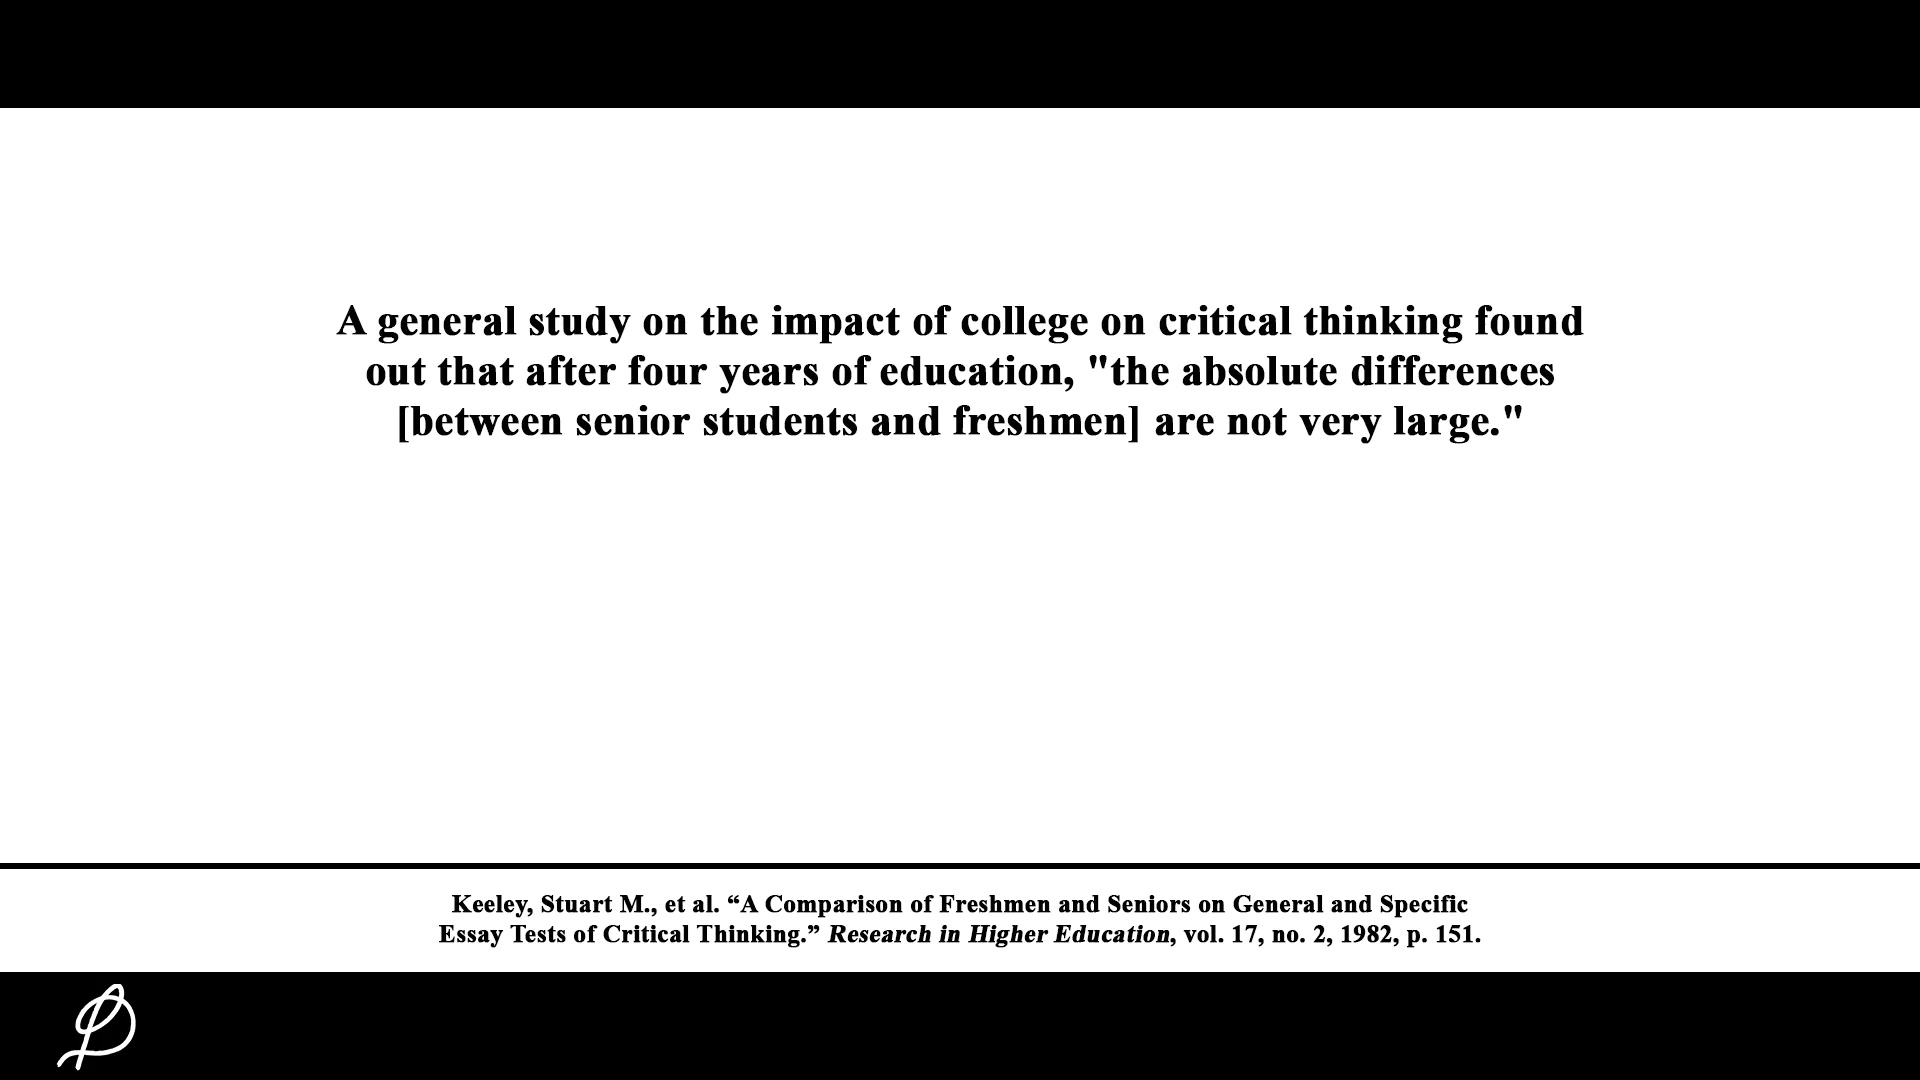 A general study on the impact of college on critical thinking found
out that after four years of education, "the absolute differences
[between senior students and freshmen] are not very large."
Keeley, Stuart M., et al. “A Comparison of Freshmen and Seniors on General and Specific
Essay Tests of Critical Thinking.” Research in Higher Education, vol. 17, no. 2, 1982, p. 151.